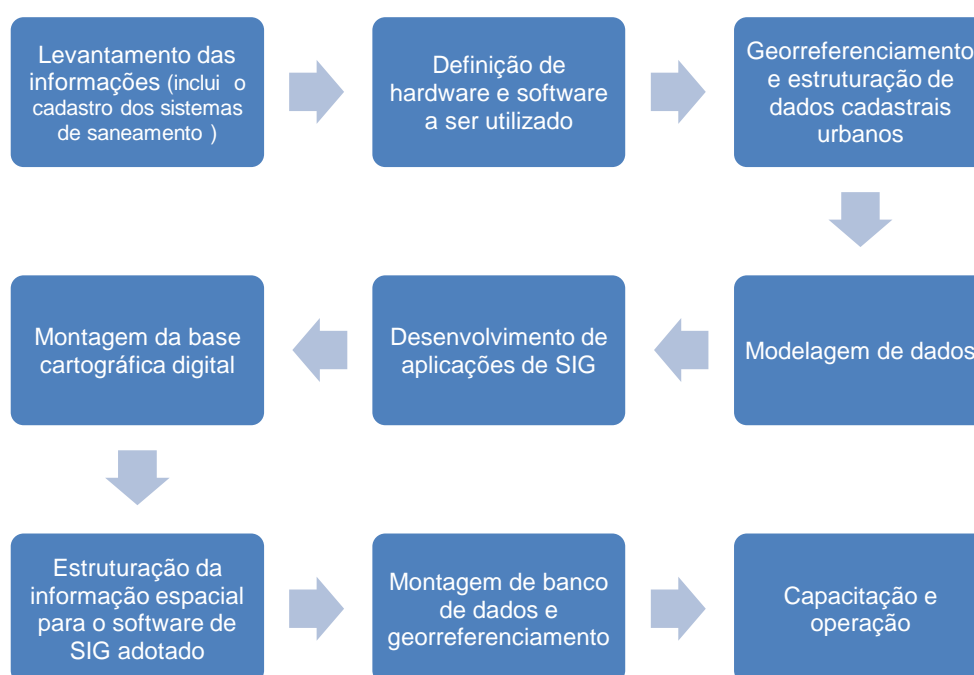 Levantamento das
informações (inclui o
cadastro dos sistemas
de saneamento )
Definição de
hardware e software
a ser utilizado
Georreferenciamento
e estruturação de
dados cadastrais
urbanos
Modelagem de dados
Desenvolvimento de
aplicações de SIG
Montagem da base
cartográfica digital
Estruturação da
informação espacial
para o software de
SIG adotado
Montagem de banco
de dados e
georreferenciamento
Capacitação e
operação